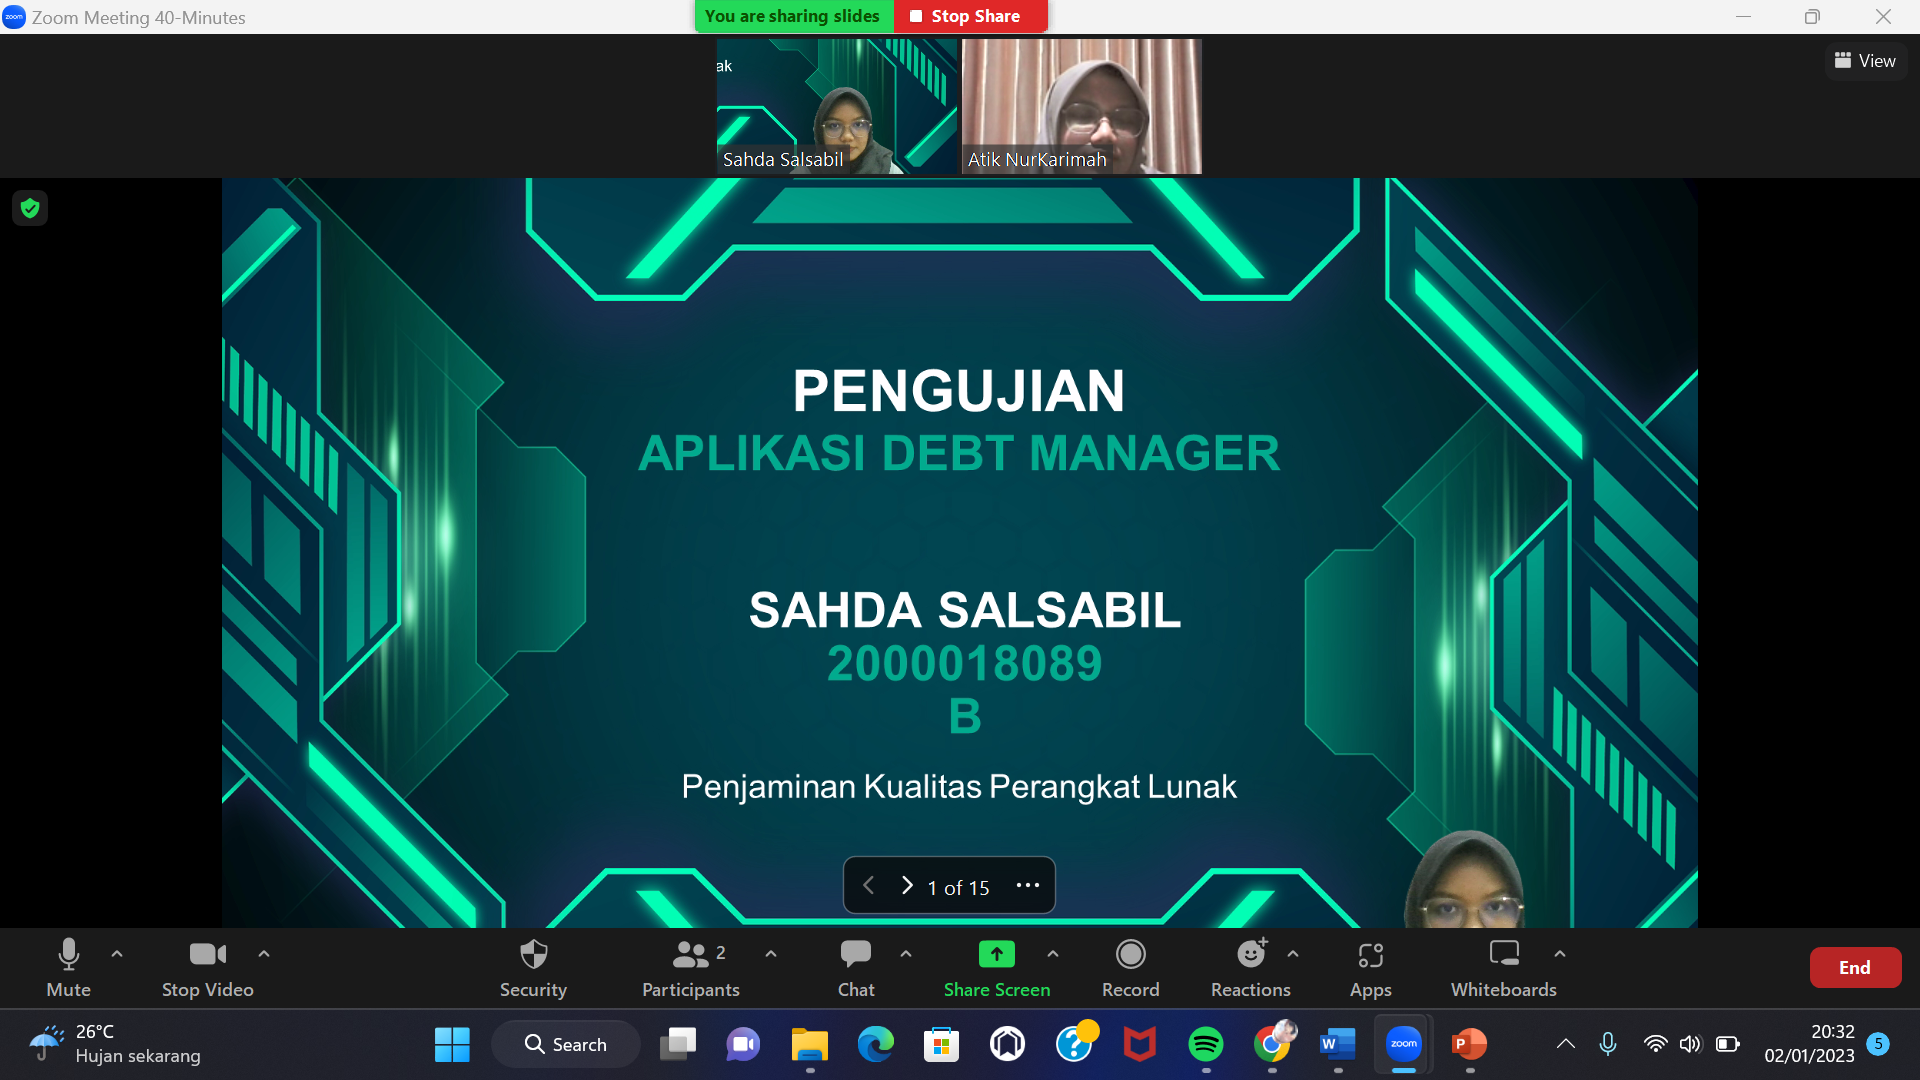 Zoom Meeting 40-Minutes
You are sharing slides
Stop Share
View
ak
Sahda Salsabil
Atik NurKarimah
PENGUJIAN
APLIKASI DEBT MANAGER
SAHDA SALSABIL
2000018089
B
Penjaminan Kualitas Perangkat Lunak
1 of 15
Mute
Stop Video
Security
2
Participants
Chat
Share Screen
Record
Reactions
Apps
Whiteboards
End
26°C
Hujan sekarang
Search
zoom
20:32
02/01/2023
5